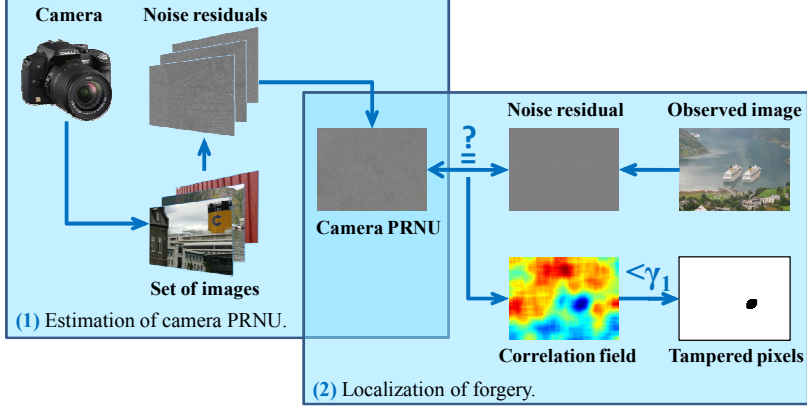 Camera
Noise residuals
Noise residual
Observed image
=?
Camera PRNU
Set of images
<γ1
(1) Estimation of camera PRNU.
Correlation field
Tampered pixels
(2) Localization of forgery.